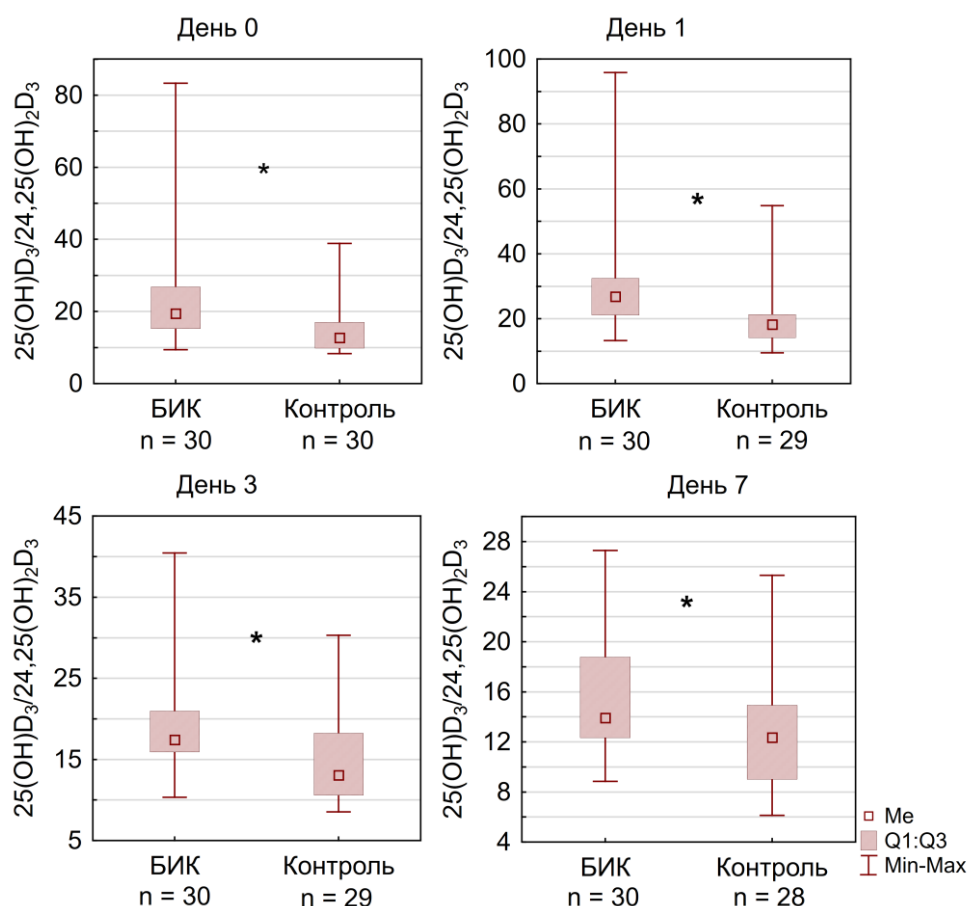 День 0
25(OH)D₃/24,25(OH)₂D₃
80
60
40
20
0
БИК
Контроль
n = 30
n = 30
*
День 1
25(OH)D₃/24,25(OH)₂D₃
100
80
60
40
20
0
БИК
Контроль
n = 30
n = 29
*
День 3
25(OH)D₃/24,25(OH)₂D₃
45
35
25
15
5
БИК
Контроль
n = 30
n = 29
*
День 7
25(OH)D₃/24,25(OH)₂D₃
28
24
20
16
12
8
4
БИК
Контроль
n = 30
n = 28
*
Me
Q1:Q3
Min-Max